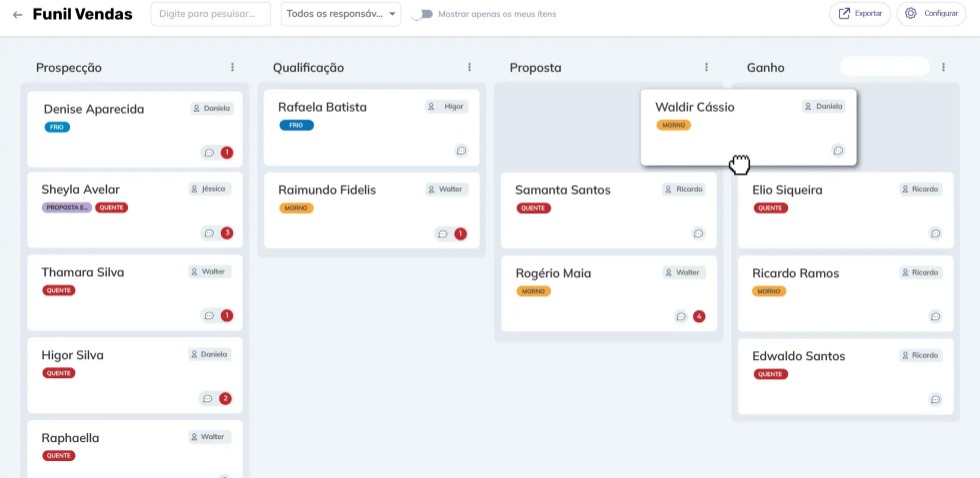 Funil Vendas
Digite para pesuisar...
Todos os responsáv...
Mostrar apenas os meus ítens
Exportar
Configurar
Prospecção
Denise Aparecida
Daniela
FRIO
1
Sheyla Avelar
Jéssica
PROPOSTA E...
QUENTE
3
Thamara Silva
Walter
QUENTE
1
Higor Silva
Daniela
QUENTE
2
Raphaella
Walter
QUENTE
Qualificação
Rafaela Batista
Higor
FRIO
Raimundo Fidelis
Walter
MORNO
1
Proposta
Samanta Santos
Ricardo
QUENTE
Rogério Maia
Walter
MORNO
4
Ganho
Waldir Cássio
Daniela
MORNO
Elio Siqueira
Ricardo
QUENTE
Ricardo Ramos
Ricardo
MORNO
Edwaldo Santos
Ricardo
QUENTE